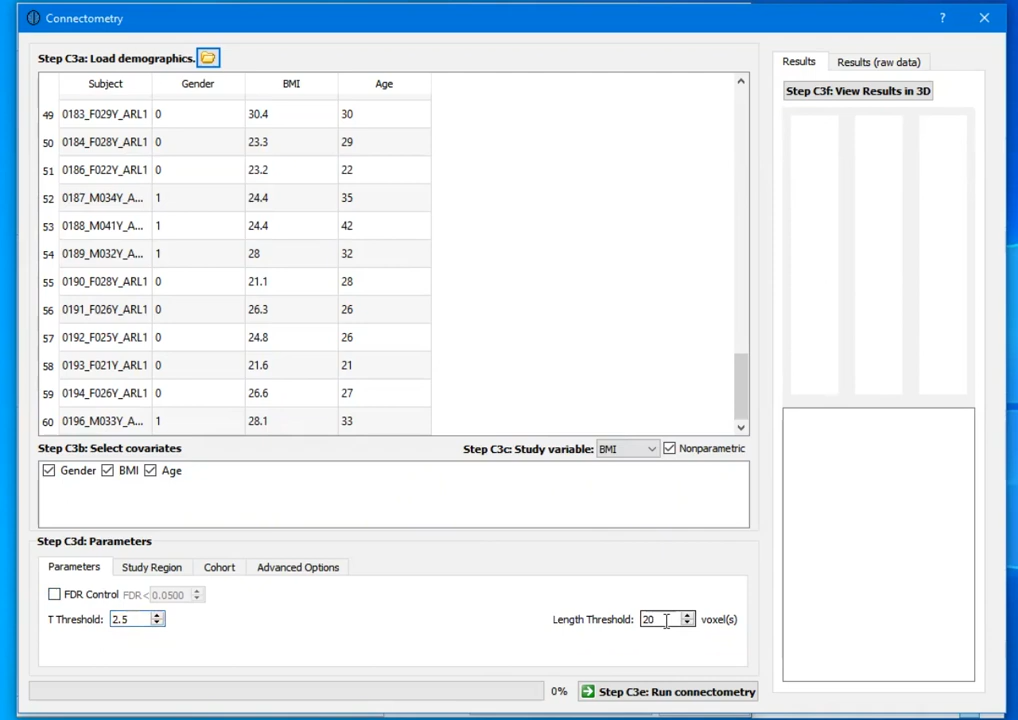 Connectometry
?
Step C3a: Load demographics.
Subject Gender BMI Age
49 0183_F029Y_ARL1 0 30.4 30
50 0184_F028Y_ARL1 0 23.3 29
51 0186_F022Y_ARL1 0 23.2 22
52 0187_M034Y_A... 1 24.4 35
53 0188_M041Y_A... 1 24.4 42
54 0189_M032Y_A... 1 28 32
55 0190_F028Y_ARL1 0 21.1 28
56 0191_F026Y_ARL1 0 26.3 26
57 0192_F025Y_ARL1 0 24.8 26
58 0193_F021Y_ARL1 0 21.6 21
59 0194_F026Y_ARL1 0 26.6 27
60 0196_M033Y_A... 1 28.1 33
Step C3b: Select covariates
Step C3c: Study variable: BMI Nonparametric
Gender BMI Age
Step C3d: Parameters
Parameters Study Region Cohort Advanced Options
FDR Control FDR< 0.0500
T Threshold: 2.5
Length Threshold: 20 voxel(s)
0%
Step C3e: Run connectometry
Results Results (raw data)
Step C3f: View Results in 3D